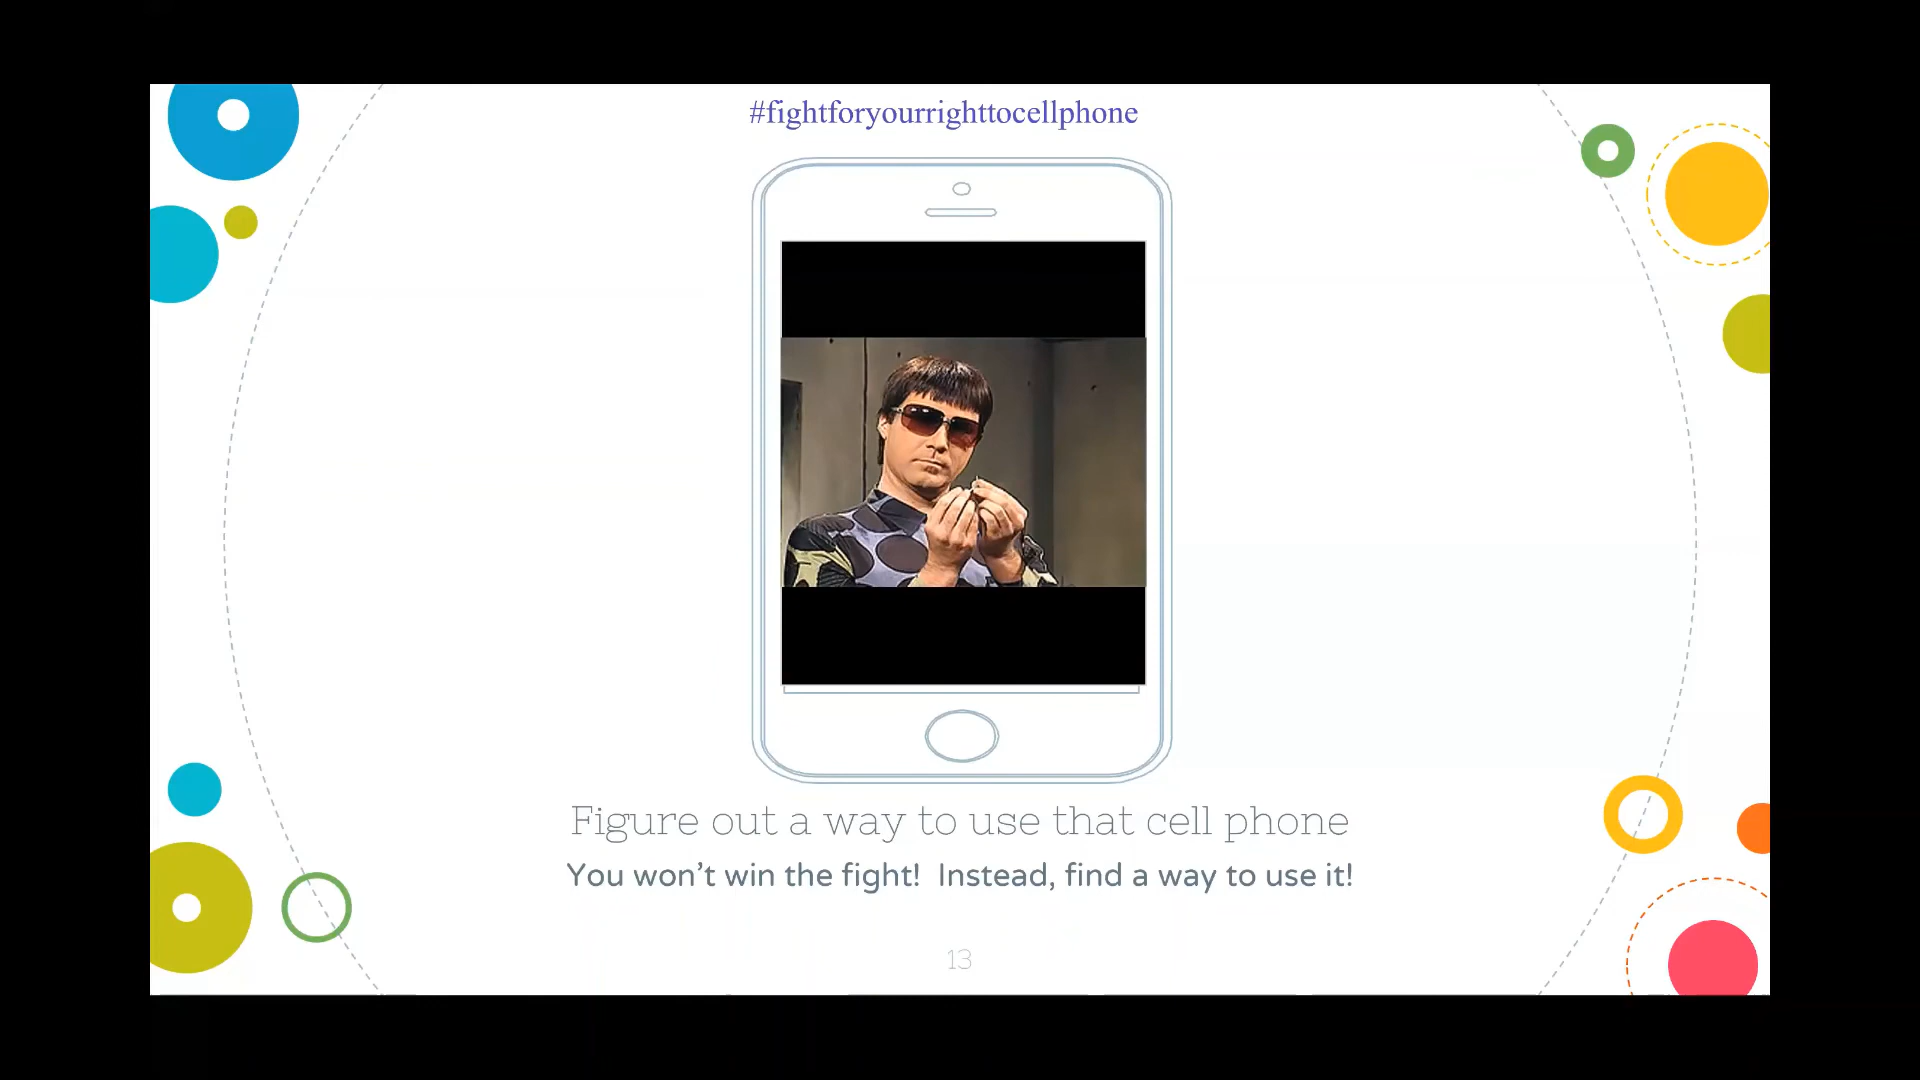 #fightforyourrighttocellphone
Figure out a way to use that cell phone
You won’t win the fight!  Instead, find a way to use it!
13